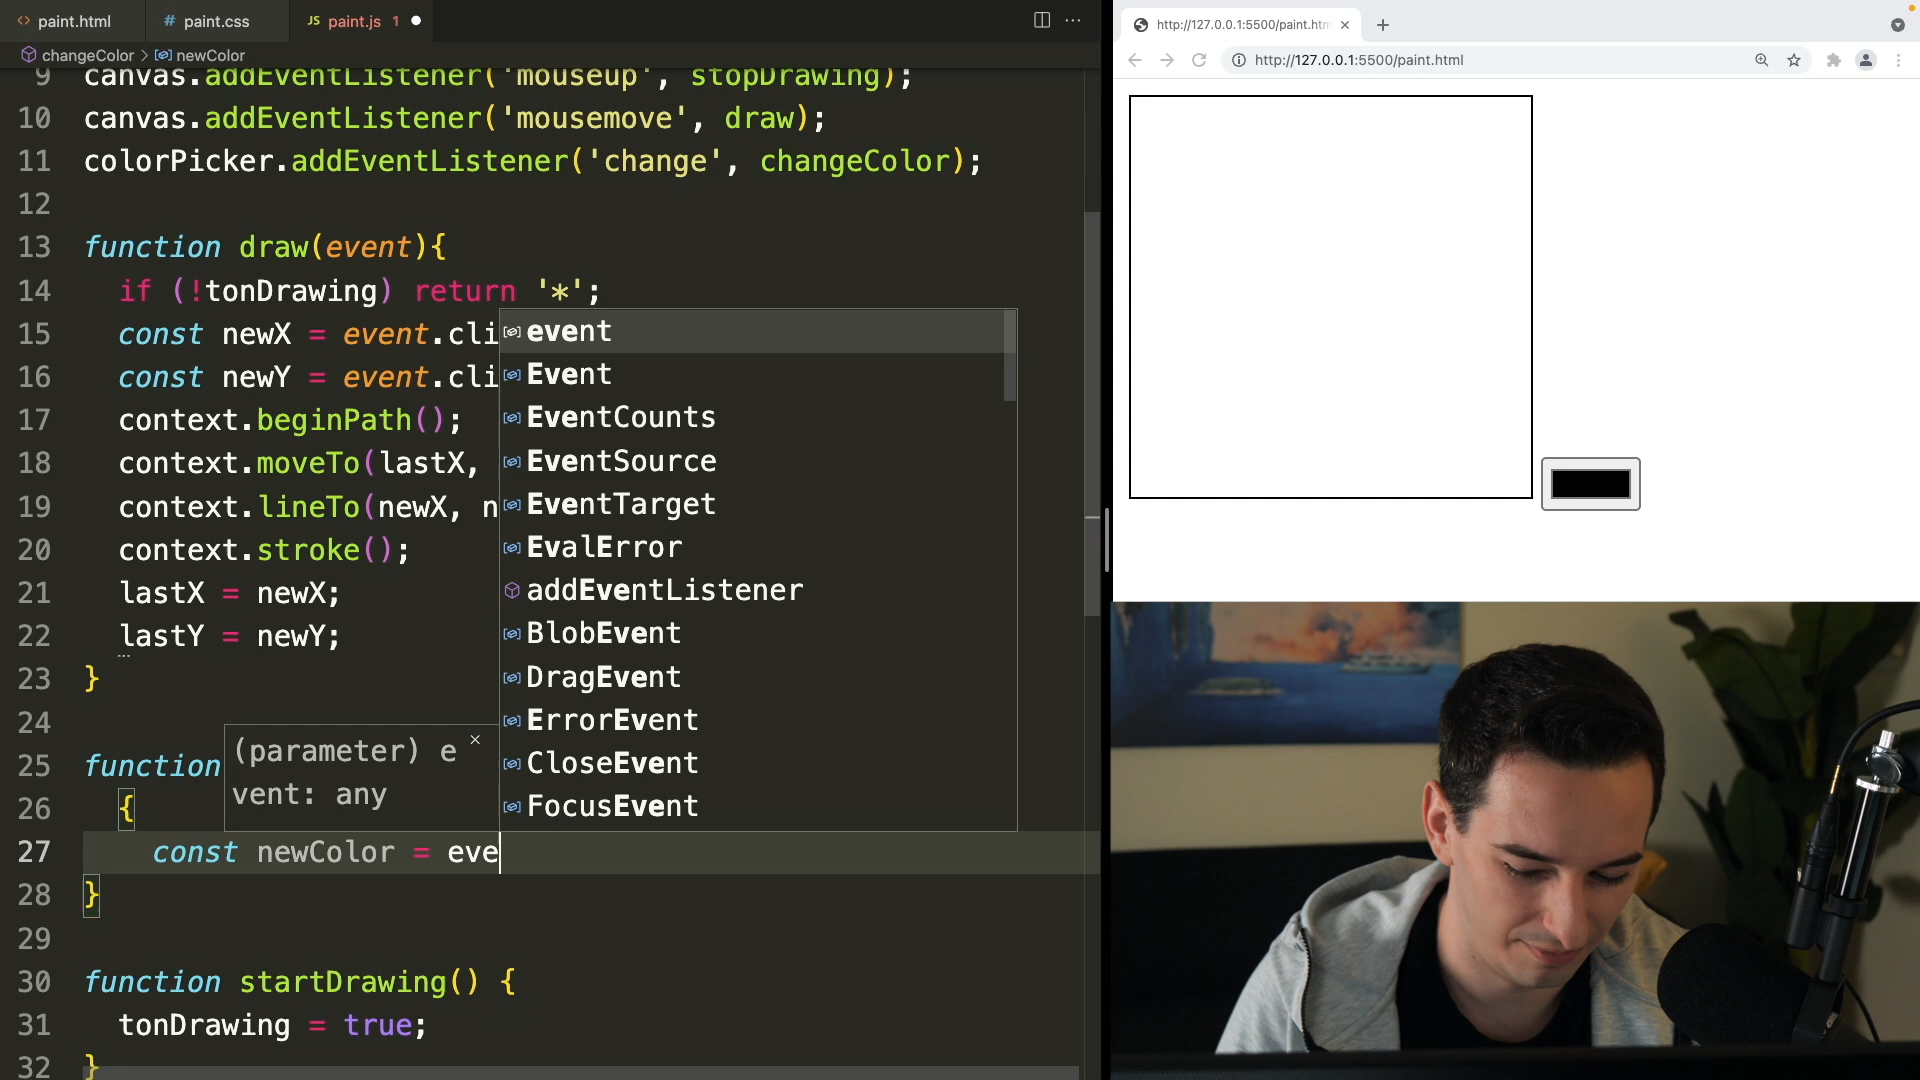 <> paint.html
# paint.css
JS paint.js 1
changeColor > newColor
http://127.0.0.1:5500/paint.htm
http://127.0.0.1:5500/paint.html
9 canvas.addEventListener('mouseup', stopDrawing);
10 canvas.addEventListener('mousemove', draw);
11 colorPicker.addEventListener('change', changeColor);
12
13 function draw(event){
14 if (!tonDrawing) return '*';
15 const newX = event.cli
16 const newY = event.cli
17 context.beginPath();
18 context.moveTo(lastX,
19 context.lineTo(newX, n
20 context.stroke();
21 lastX = newX;
22 lastY = newY;
23 }
24
25 function
26 {
27 const newColor = eve
28 }
29
30 function startDrawing() {
31 tonDrawing = true;
32 }
event
Event
EventCounts
EventSource
EventTarget
EvalError
addEventListener
BlobEvent
DragEvent
ErrorEvent
CloseEvent
FocusEvent
(parameter) e
vent: any